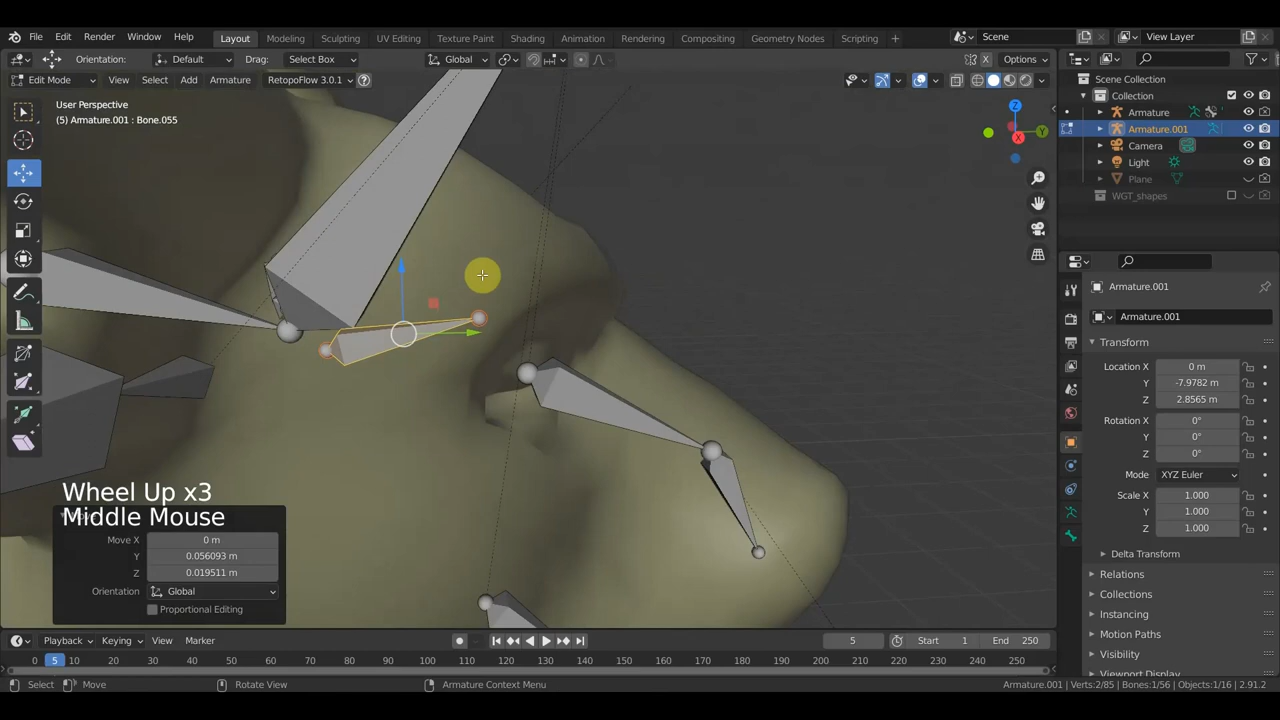 File Edit Render Window Help Layout Modeling Sculpting UV Editing Texture Paint Shading Animation Rendering Compositing Geometry Nodes Scripting + Scene View Layer
Orientation: Default Drag: Select Box Global X Options
Edit Mode View Select Add Armature RetopoFlow 3.0.1 ?
User Perspective
(5) Armature.001 : Bone.055
Z
Y
X
Scene Collection
Collection
Armature
Armature.001
Camera
Light
Plane
WGT_shapes
Armature.001
Armature.001
Transform
Location X 0 m
Y -7.9782 m
Z 2.8565 m
Rotation X 0°
Y 0°
Z 0°
Mode XYZ Euler
Scale X 1.000
Y 1.000
Z 1.000
Delta Transform
Relations
Collections
Instancing
Motion Paths
Visibility
Viewport Display
Wheel Up x3
Middle Mouse
Move X 0 m
Y 0.056093 m
Z 0.019511 m
Orientation Global
Proportional Editing
Playback Keying View Marker 5 Start 1 End 250
0 5 10 20 30 40 50 60 70 80 90 100 110 120 130 140 150 160 170 180 190 200 210 220 230 240 250
Select Move Rotate View Armature Context Menu Armature.001 | Verts:2/85 | Bones:1/56 | Objects:1/16 | 2.91.2